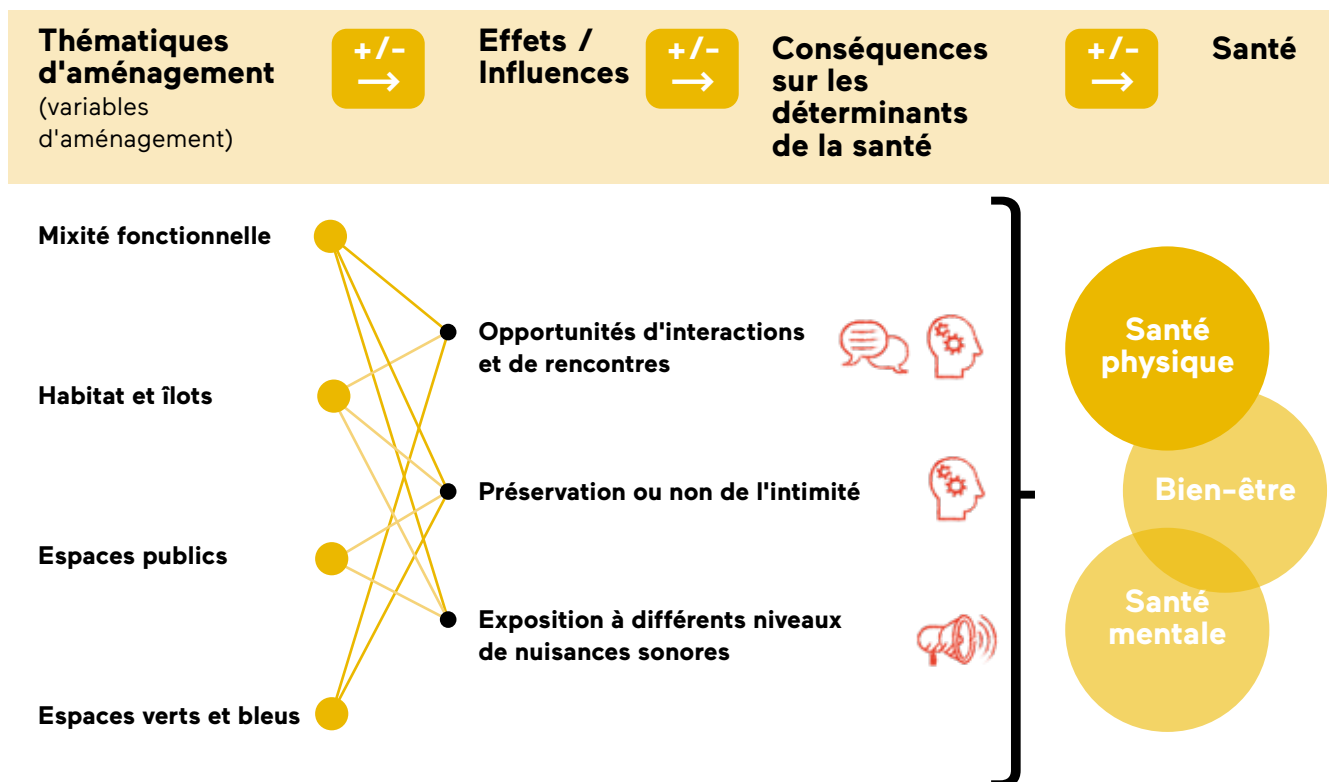 Thématiques
d'aménagement
(variables
d'aménagement)
+/-
→
Effets /
Influences
+/-
→
Conséquences
sur les
déterminants
de la santé
+/-
→
Santé
Mixité fonctionnelle
Habitat et îlots
Espaces publics
Espaces verts et bleus
Opportunités d'interactions
et de rencontres
Préservation ou non de l'intimité
Exposition à différents niveaux
de nuisances sonores
Santé
physique
Bien-être
Santé
mentale